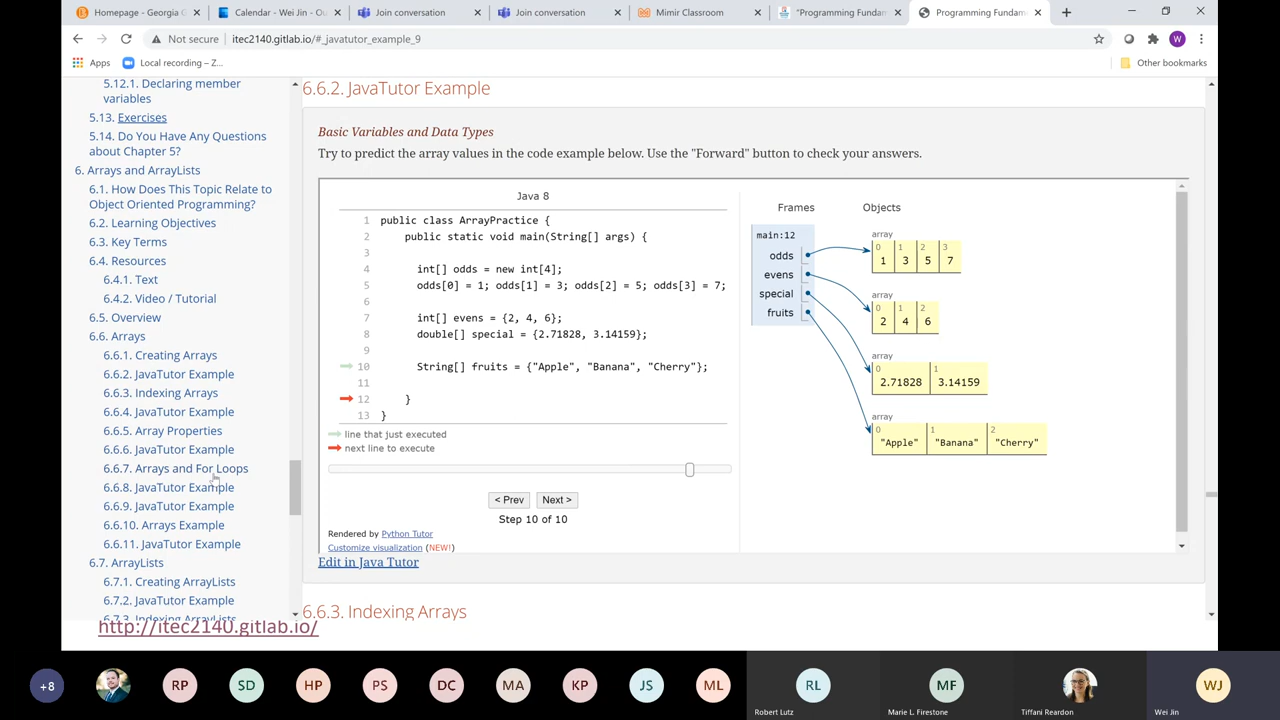 Homepage - Georgia G
Calendar - Wei Jin - Ou
Join conversation
Join conversation
Mimir Classroom
"Programming Fundam
Programming Fundam
Not secure
itec2140.gitlab.io/#_javatutor_example_9
W
Apps
Local recording – Z...
Other bookmarks
5.12.1. Declaring member
variables
5.13. Exercises
5.14. Do You Have Any Questions
about Chapter 5?
6. Arrays and ArrayLists
6.1. How Does This Topic Relate to
Object Oriented Programming?
6.2. Learning Objectives
6.3. Key Terms
6.4. Resources
6.4.1. Text
6.4.2. Video / Tutorial
6.5. Overview
6.6. Arrays
6.6.1. Creating Arrays
6.6.2. JavaTutor Example
6.6.3. Indexing Arrays
6.6.4. JavaTutor Example
6.6.5. Array Properties
6.6.6. JavaTutor Example
6.6.7. Arrays and For Loops
6.6.8. JavaTutor Example
6.6.9. JavaTutor Example
6.6.10. Arrays Example
6.6.11. JavaTutor Example
6.7. ArrayLists
6.7.1. Creating ArrayLists
6.7.2. JavaTutor Example
6.7.3. Indexing ArrayLists
http://itec2140.gitlab.io/
6.6.2. JavaTutor Example
Basic Variables and Data Types
Try to predict the array values in the code example below. Use the "Forward" button to check your answers.
Java 8
1 public class ArrayPractice {
2 public static void main(String[] args) {
3
4 int[] odds = new int[4];
5 odds[0] = 1; odds[1] = 3; odds[2] = 5; odds[3] = 7;
6
7 int[] evens = {2, 4, 6};
8 double[] special = {2.71828, 3.14159};
9
10 String[] fruits = {"Apple", "Banana", "Cherry"};
11
12 }
13 }
line that just executed
next line to execute
< Prev Next >
Step 10 of 10
Rendered by Python Tutor
Customize visualization (NEW!)
Frames Objects
main:12
odds
evens
special
fruits
array
0 1 2 3
1 3 5 7
array
0 1 2
2 4 6
array
0 1
2.71828 3.14159
array
0 1 2
"Apple" "Banana" "Cherry"
Edit in Java Tutor
6.6.3. Indexing Arrays
+8
RP
SD
HP
PS
DC
MA
KP
JS
ML
RL
Robert Lutz
MF
Marie L. Firestone
Tiffani Reardon
WJ
Wei Jin